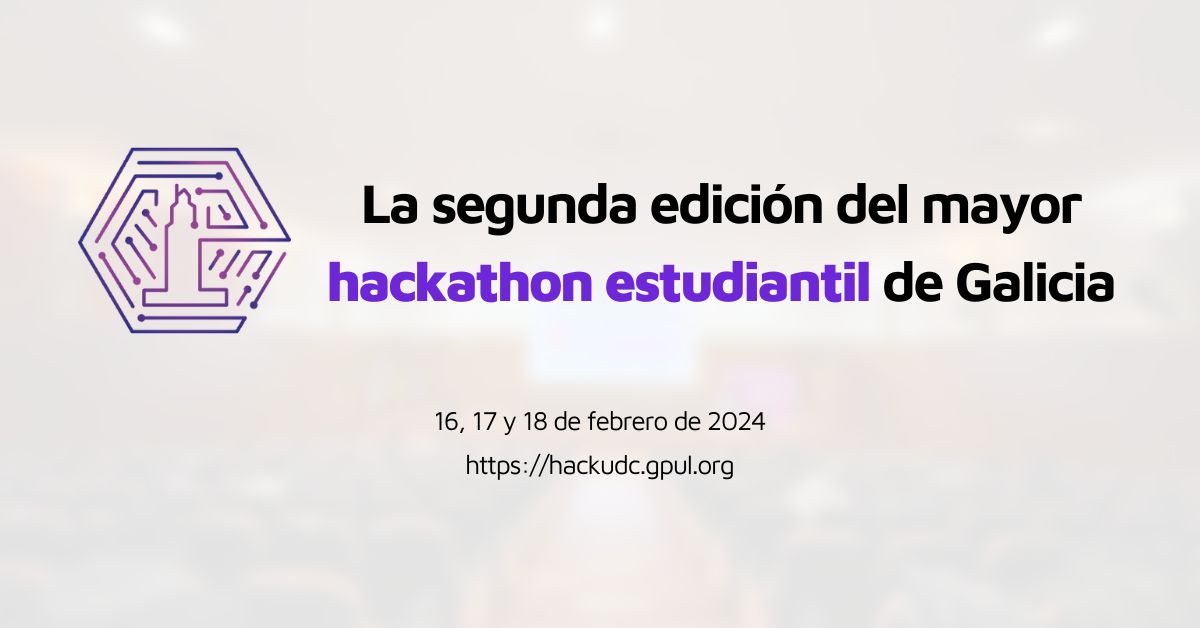 La segunda edición del mayor
hackathon estudiantil de Galicia
16, 17 y 18 de febrero de 2024
https://hackudc.gpul.org